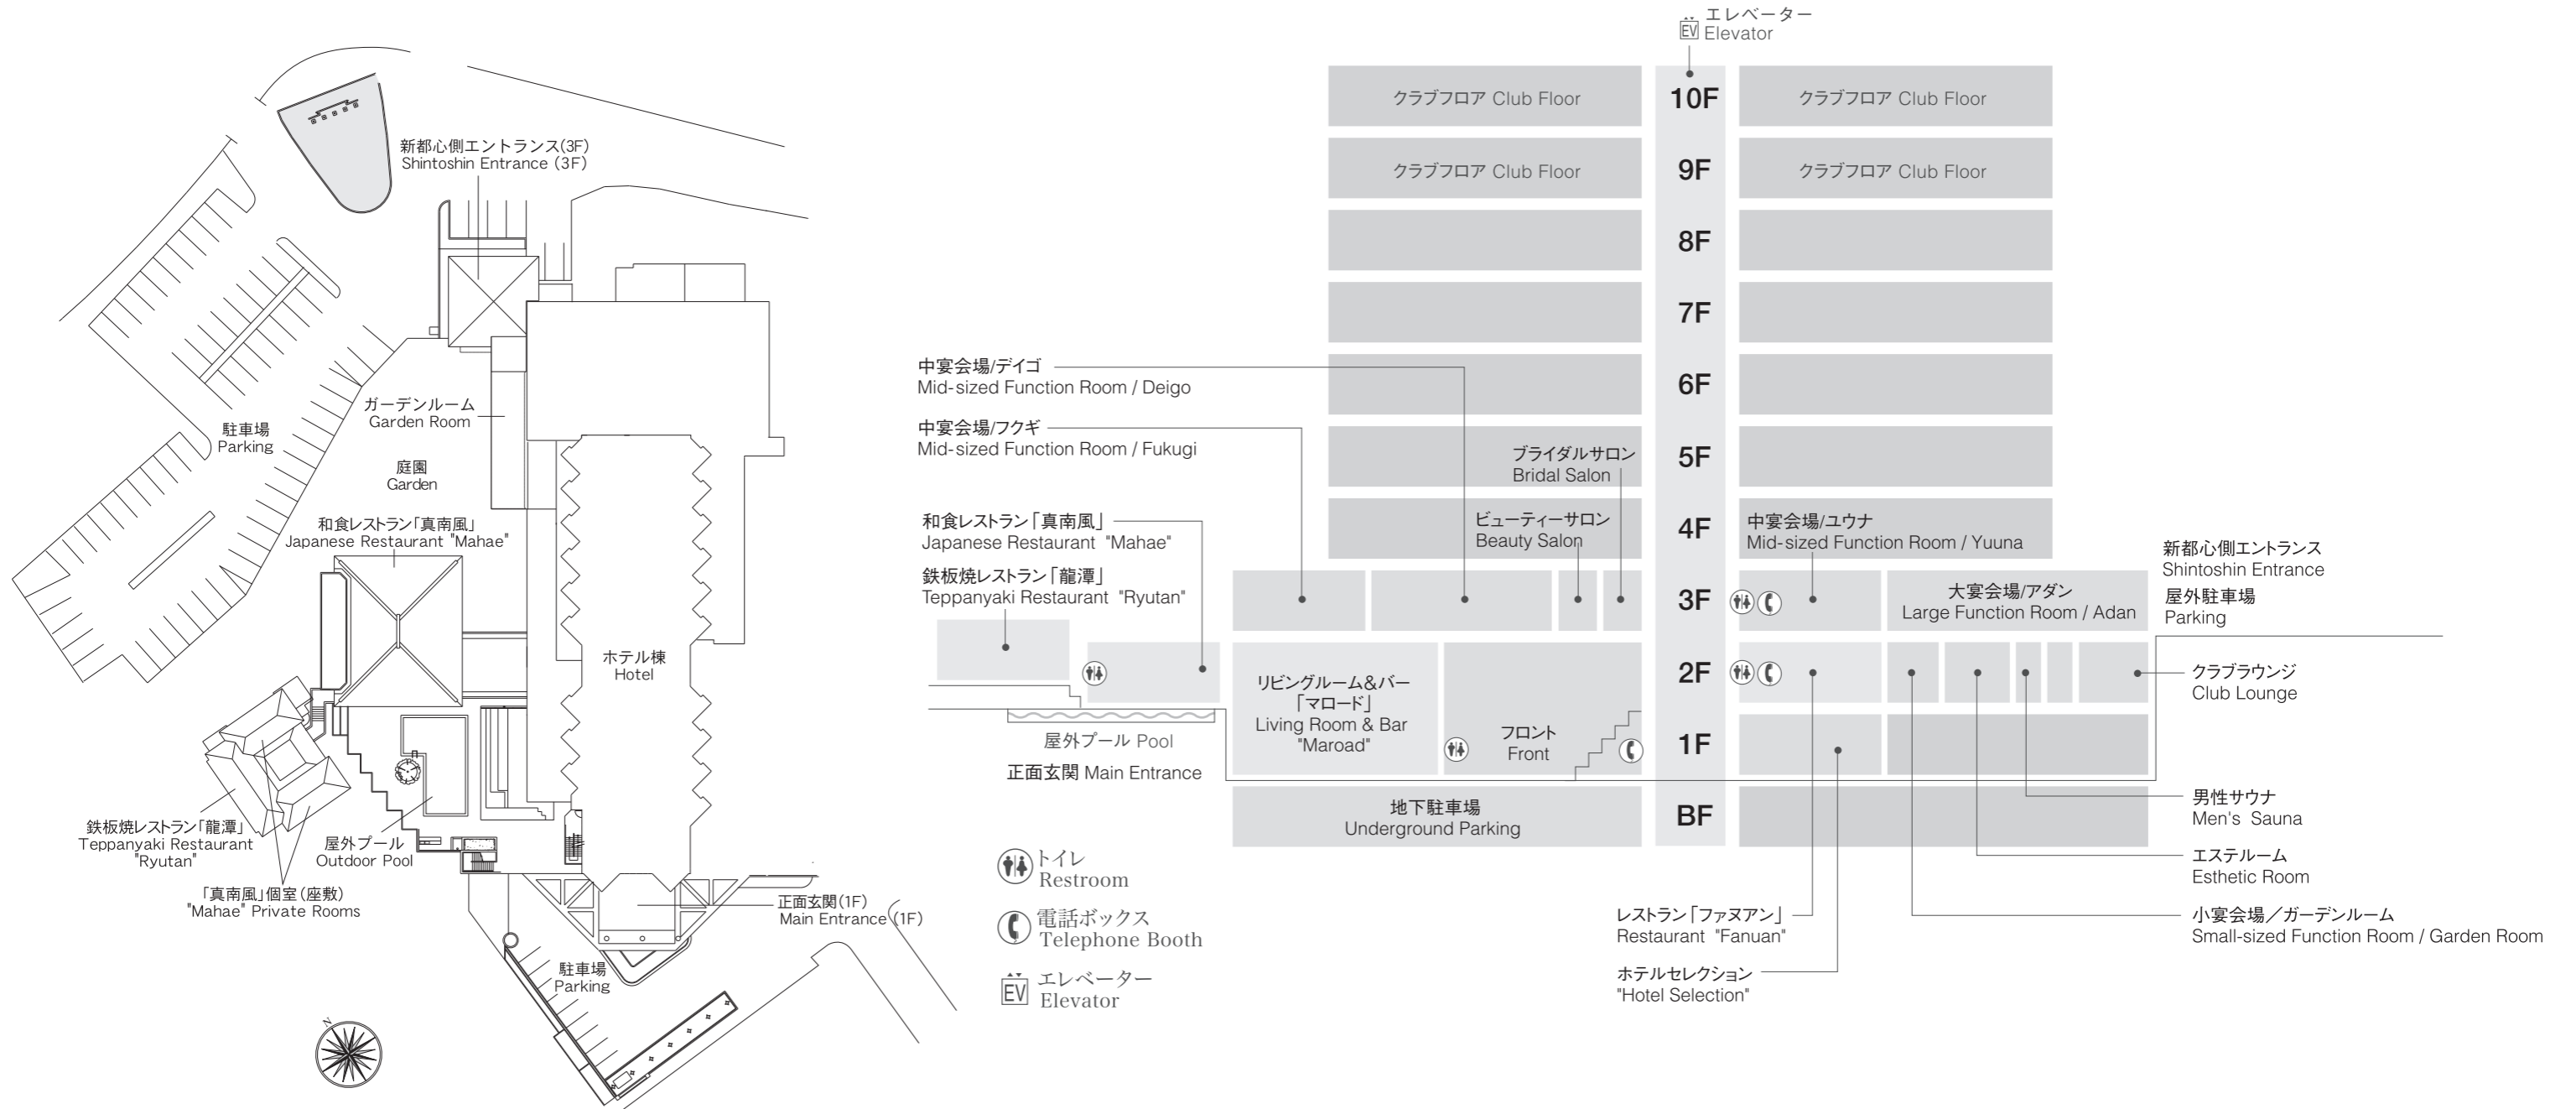 新都心側エントランス(3F)
Shintoshin Entrance (3F)
ガーデンルーム
Garden Room
駐車場
Parking
庭園
Garden
和食レストラン「真南風」
Japanese Restaurant "Mahae"
ホテル棟
Hotel
鉄板焼レストラン「龍潭」
Teppanyaki Restaurant
"Ryutan"
屋外プール
Outdoor Pool
「真南風」個室(座敷)
"Mahae" Private Rooms
正面玄関(1F)
Main Entrance (1F)
駐車場
Parking
N
エレベーター
EV Elevator
クラブフロア Club Floor
10F
クラブフロア Club Floor
クラブフロア Club Floor
9F
クラブフロア Club Floor
8F
7F
中宴会場/デイゴ
Mid-sized Function Room / Deigo
6F
中宴会場/フクギ
Mid-sized Function Room / Fukugi
ブライダルサロン
Bridal Salon
5F
和食レストラン「真南風」
Japanese Restaurant "Mahae"
ビューティーサロン
Beauty Salon
4F
中宴会場/ユウナ
Mid-sized Function Room / Yuuna
新都心側エントランス
Shintoshin Entrance
屋外駐車場
Parking
鉄板焼レストラン「龍潭」
Teppanyaki Restaurant "Ryutan"
3F
大宴会場/アダン
Large Function Room / Adan
リビングルーム&バー
「マロード」
Living Room & Bar
"Maroad"
2F
クラブラウンジ
Club Lounge
屋外プール Pool
フロント
Front
1F
正面玄関 Main Entrance
地下駐車場
Underground Parking
BF
男性サウナ
Men's Sauna
エステルーム
Esthetic Room
トイレ
Restroom
電話ボックス
Telephone Booth
エレベーター
EV Elevator
レストラン「ファヌアン」
Restaurant "Fanuan"
小宴会場／ガーデンルーム
Small-sized Function Room / Garden Room
ホテルセレクション
"Hotel Selection"